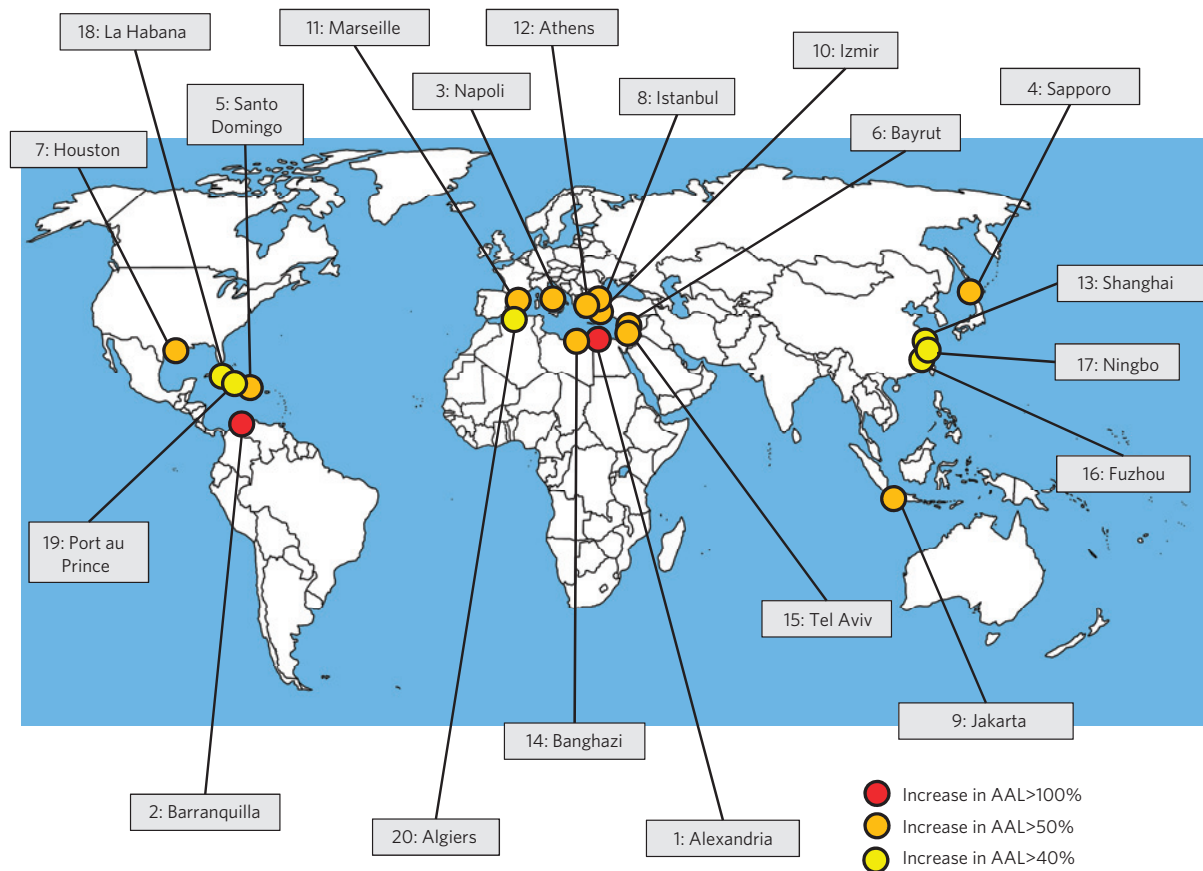 18: La Habana
11: Marseille
12: Athens
10: Izmir
3: Napoli
8: Istanbul
4: Sapporo
5: Santo
Domingo
6: Bayrut
7: Houston
13: Shanghai
17: Ningbo
16: Fuzhou
19: Port au
Prince
15: Tel Aviv
9: Jakarta
14: Banghazi
2: Barranquilla
20: Algiers
1: Alexandria
Increase in AAL>100%
Increase in AAL>50%
Increase in AAL>40%